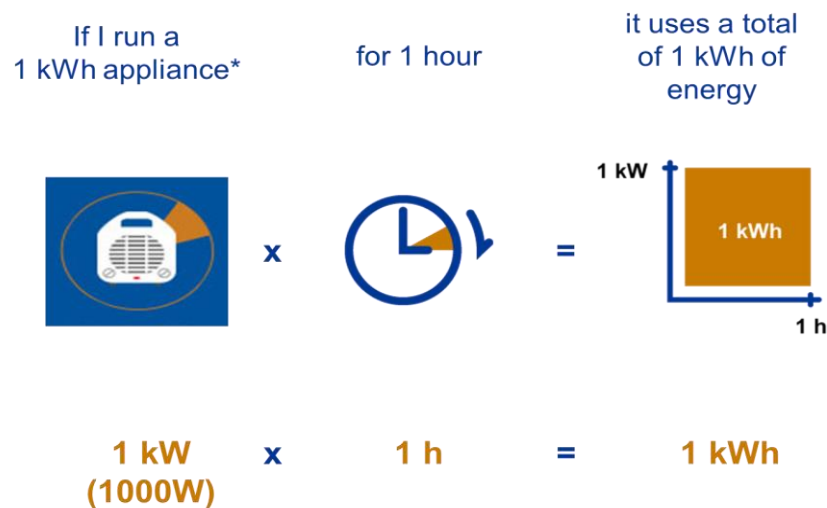 If I run a
1 kWh appliance*
for 1 hour
it uses a total
of 1 kWh of
energy
x
=
1 kW
1 kWh
1 h
1 kW
(1000W)
x
1 h
=
1 kWh